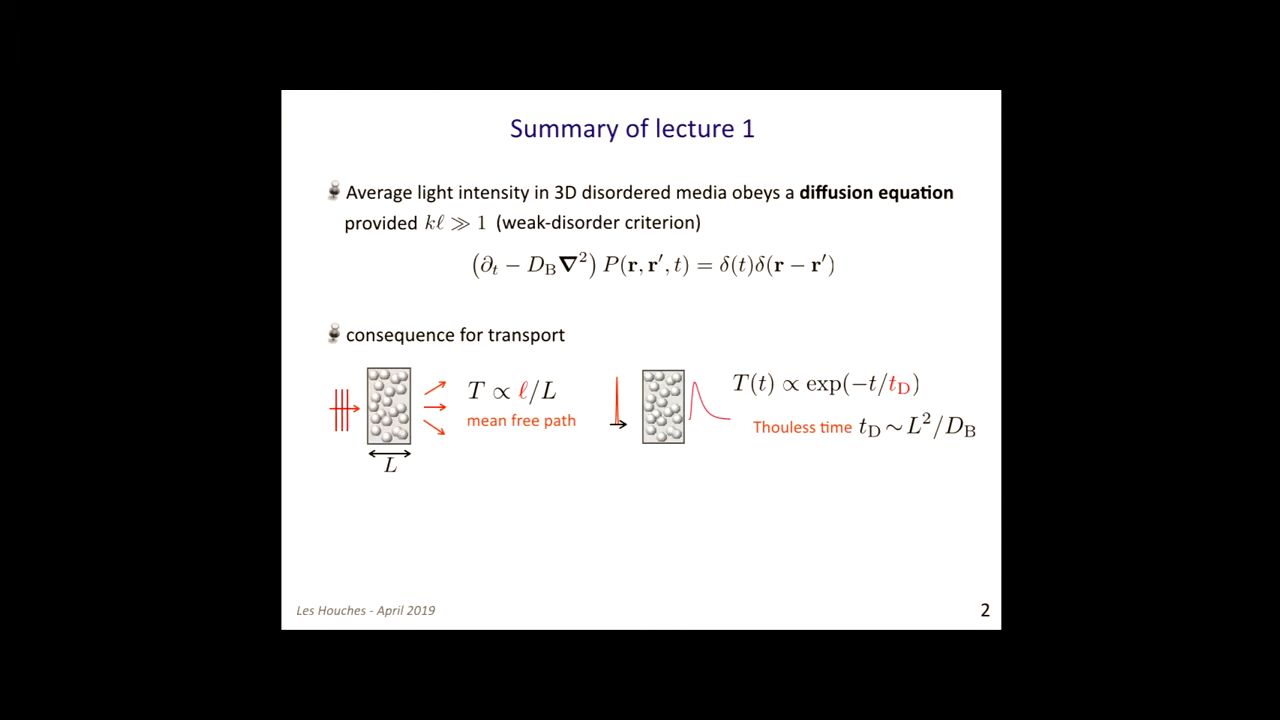 Summary of lecture 1
Average light intensity in 3D disordered media obeys a diffusion equation
provided kℓ ≫ 1 (weak-disorder criterion)
(∂ₜ − D_B ∇²) P(r, r′, t) = δ(t)δ(r − r′)
consequence for transport
T ∝ ℓ/L
mean free path
L
T(t) ∝ exp(−t/t_D)
Thouless time t_D ∼ L²/D_B
Les Houches - April 2019
2